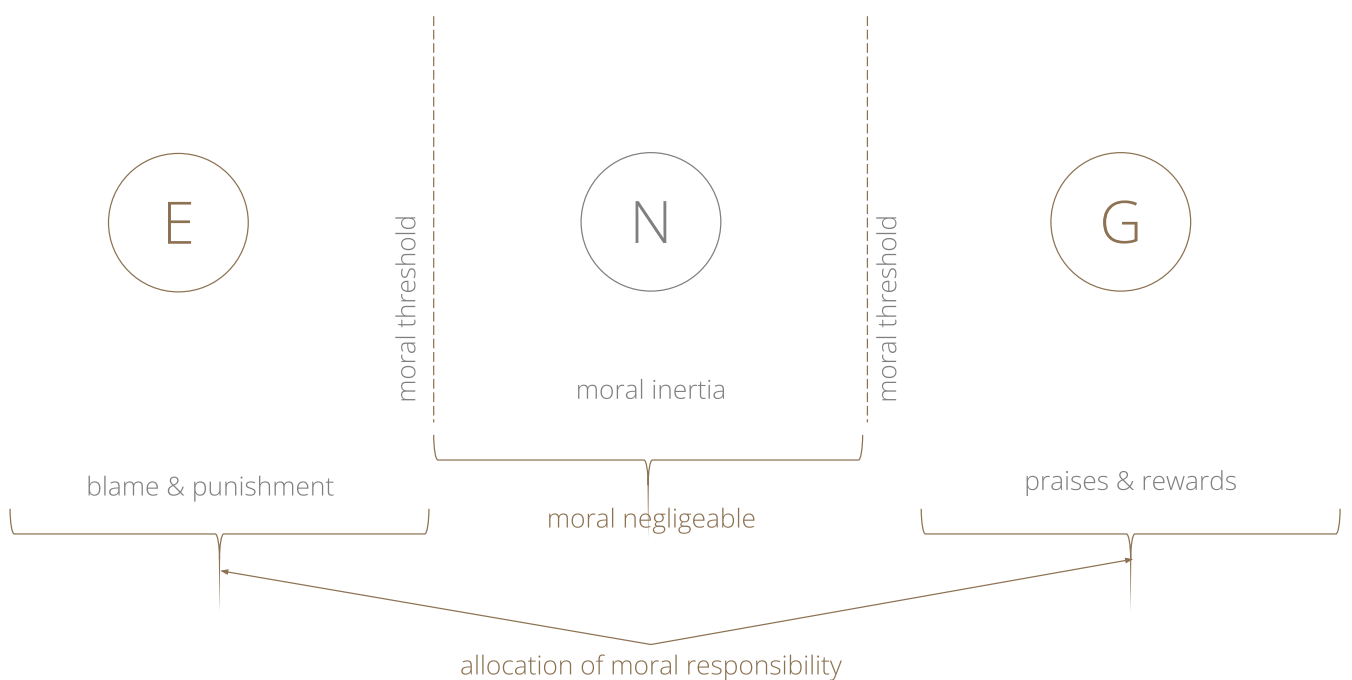 E
N
G
moral threshold
moral threshold
moral inertia
blame & punishment
praises & rewards
moral negligeable
allocation of moral responsibility